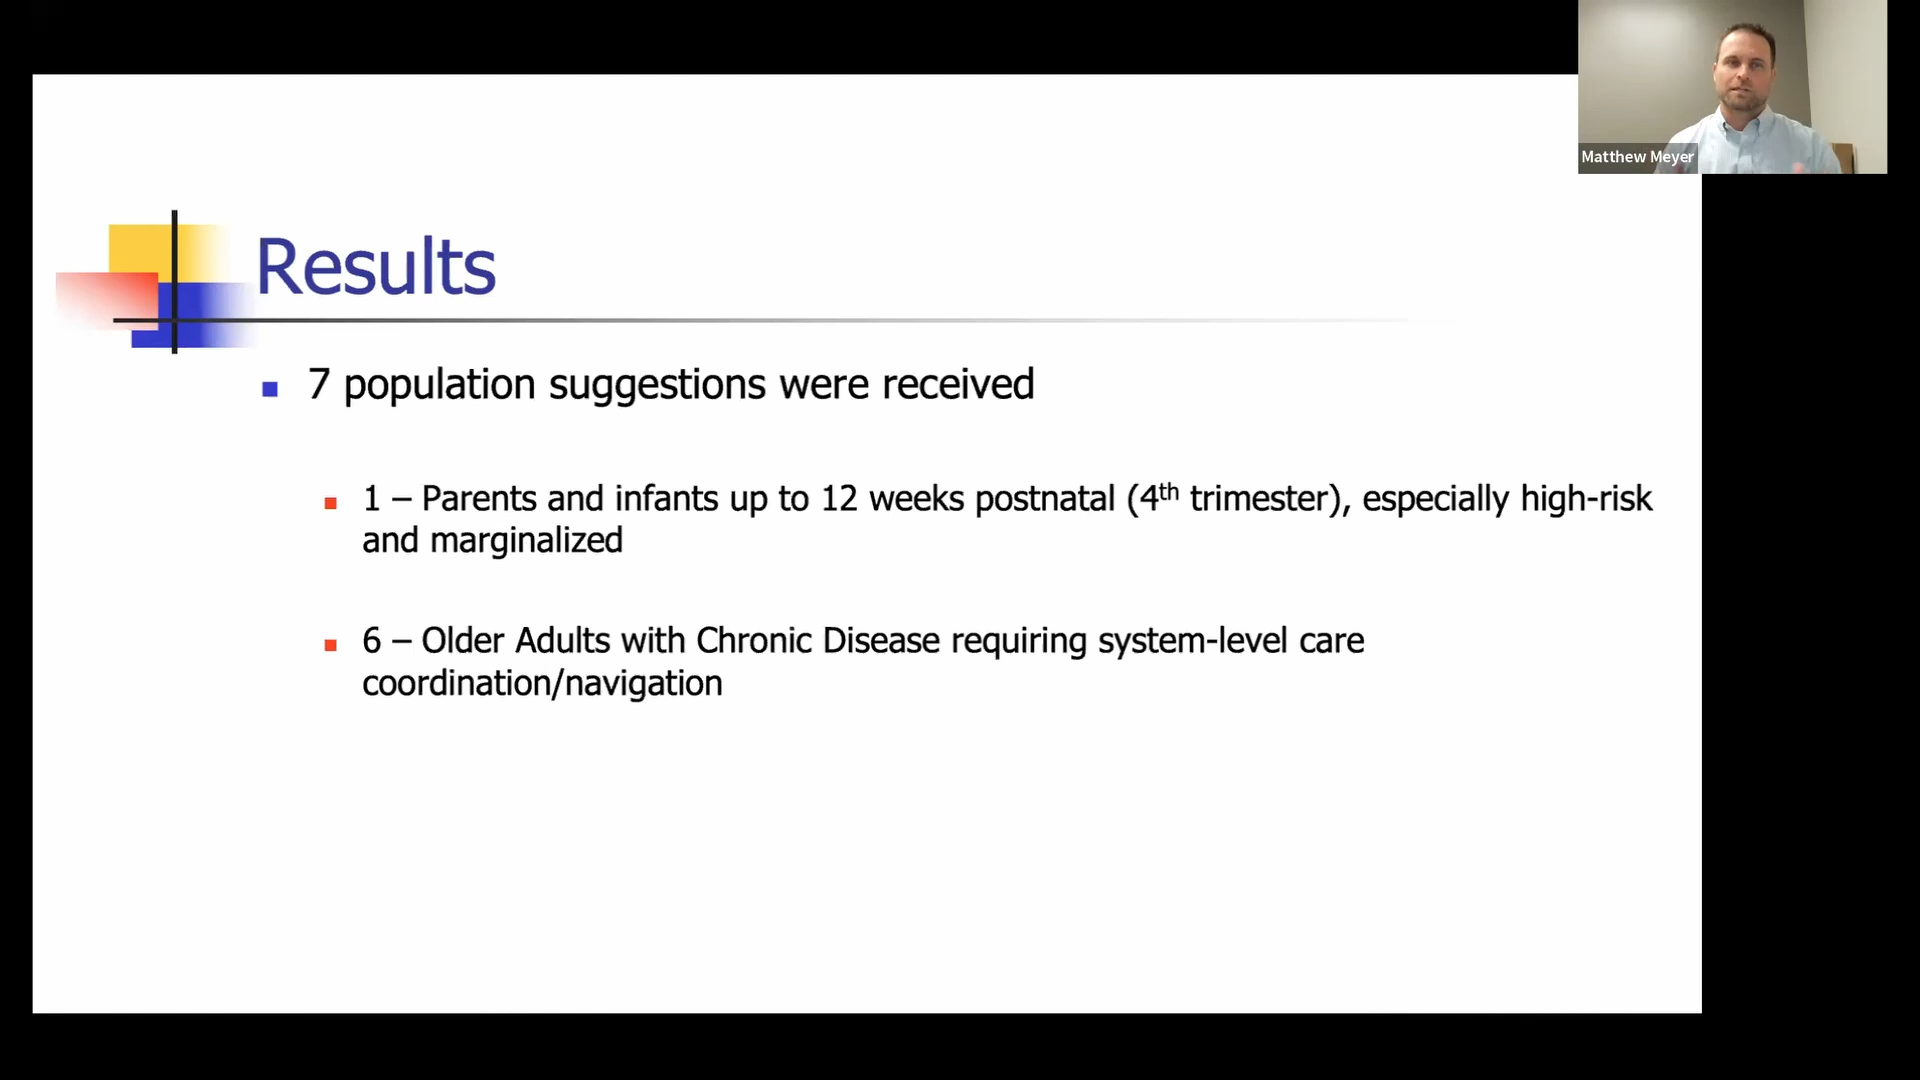 Matthew Meyer
Results
7 population suggestions were received
1 – Parents and infants up to 12 weeks postnatal (4th trimester), especially high-risk
and marginalized
6 – Older Adults with Chronic Disease requiring system-level care
coordination/navigation